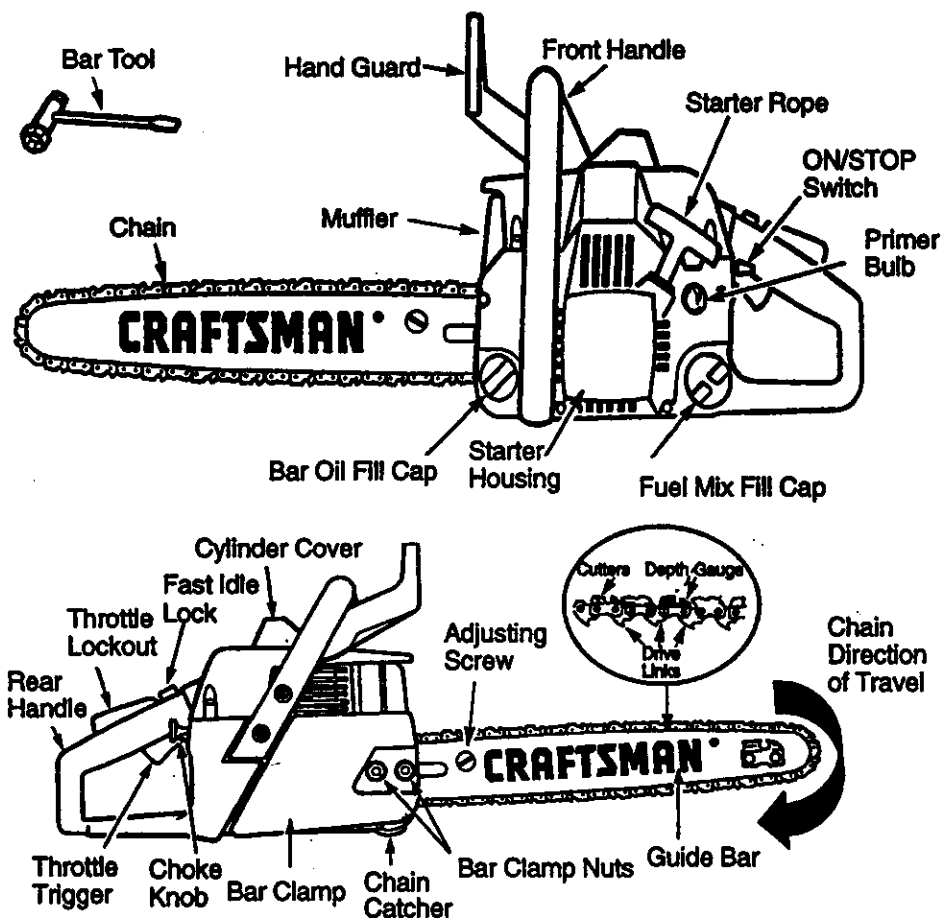 Bar Tool
Hand Guard
Front Handle
Starter Rope
ON/STOP
Switch
Primer
Bulb
Muffler
Chain
CRAFTSMAN
Bar Oil Fill Cap
Starter
Housing
Fuel Mix Fill Cap
Cylinder Cover
Fast Idle
Lock
Throttle
Lockout
Rear
Handle
Adjusting
Screw
Cutters
Depth Gauge
Drive
Links
Chain
Direction
of Travel
CRAFTSMAN
Throttle
Trigger
Choke
Knob
Bar Clamp
Chain
Catcher
Bar Clamp Nuts
Guide Bar